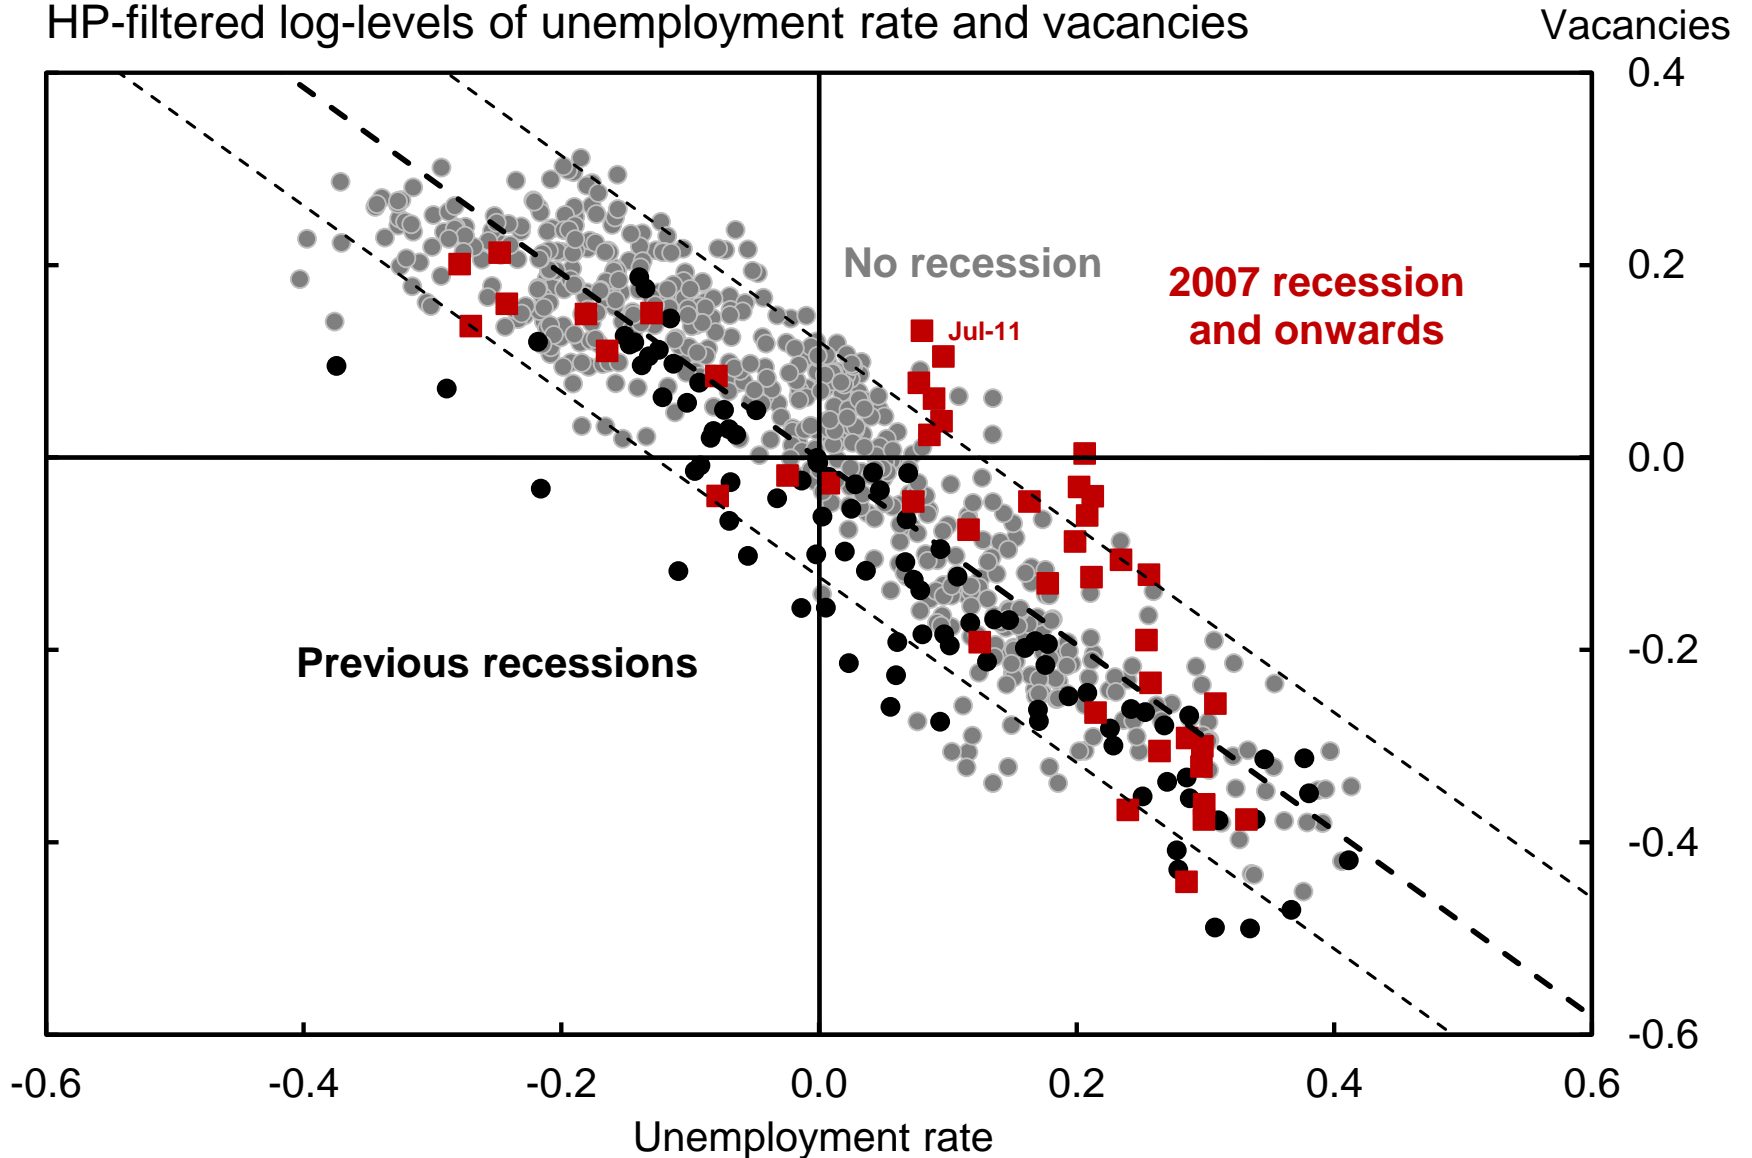 HP-filtered log-levels of unemployment rate and vacancies
Vacancies
0.4
0.2
0.0
-0.2
-0.4
-0.6
No recession
2007 recession
and onwards
Jul-11
Previous recessions
-0.6
-0.4
-0.2
0.0
0.2
0.4
0.6
Unemployment rate